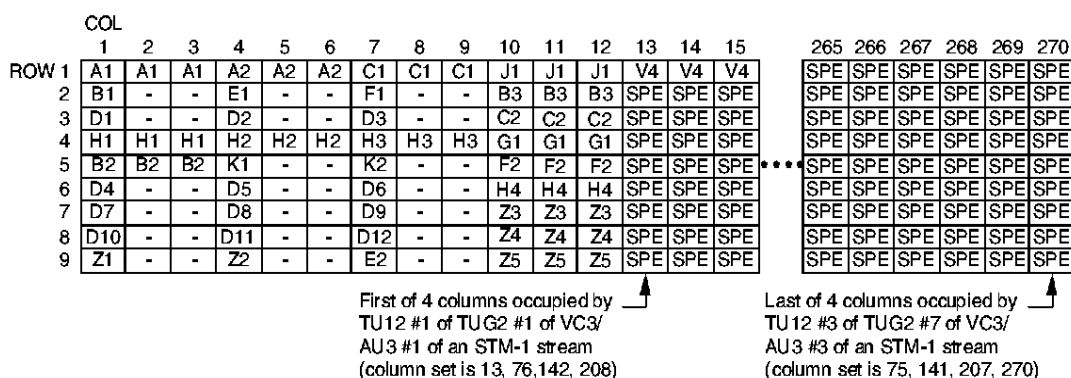 COL
1 2 3 4 5 6 7 8 9 10 11 12 13 14 15 265 266 267 268 269 270
ROW 1 A1 A1 A1 A2 A2 A2 C1 C1 C1 J1 J1 J1 V4 V4 V4 SPE SPE SPE SPE SPE SPE
2 B1 - - E1 - - F1 - - B3 B3 B3 SPE SPE SPE SPE SPE SPE SPE SPE SPE
3 D1 - - D2 - - D3 - - C2 C2 C2 SPE SPE SPE SPE SPE SPE SPE SPE SPE
4 H1 H1 H1 H2 H2 H2 H3 H3 H3 G1 G1 G1 SPE SPE SPE SPE SPE SPE SPE SPE SPE
5 B2 B2 B2 K1 - - K2 - - F2 F2 F2 SPE SPE SPE SPE SPE SPE SPE SPE SPE
6 D4 - - D5 - - D6 - - H4 H4 H4 SPE SPE SPE SPE SPE SPE SPE SPE SPE
7 D7 - - D8 - - D9 - - Z3 Z3 Z3 SPE SPE SPE SPE SPE SPE SPE SPE SPE
8 D10 - - D11 - - D12 - - Z4 Z4 Z4 SPE SPE SPE SPE SPE SPE SPE SPE SPE
9 Z1 - - Z2 - - E2 - - Z5 Z5 Z5 SPE SPE SPE SPE SPE SPE SPE SPE SPE
First of 4 columns occupied by
TU12 #1 of TUG2 #1 of VC3/
AU3 #1 of an STM-1 stream
(column set is 13, 76,142, 208)
Last of 4 columns occupied by
TU12 #3 of TUG2 #7 of VC3/
AU3 #3 of an STM-1 stream
(column set is 75, 141, 207, 270)